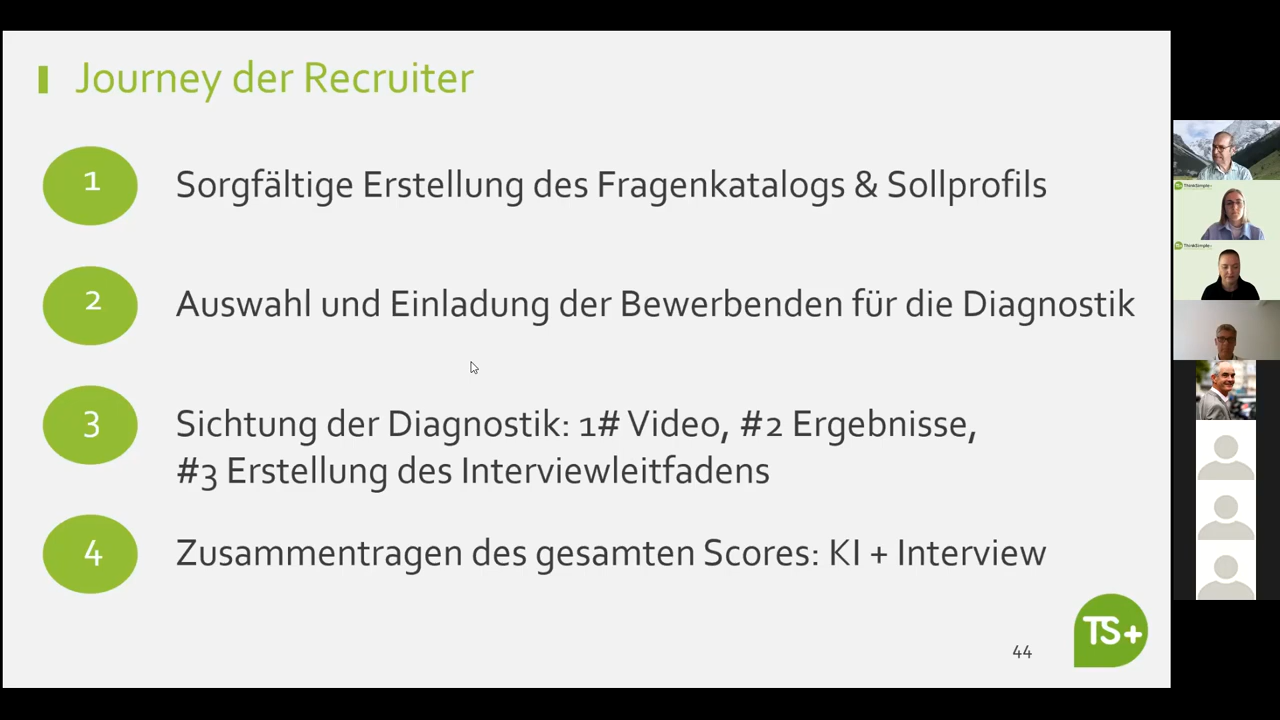 Journey der Recruiter
1
Sorgfältige Erstellung des Fragenkatalogs & Sollprofils
2
Auswahl und Einladung der Bewerbenden für die Diagnostik
3
Sichtung der Diagnostik: 1# Video, #2 Ergebnisse,
#3 Erstellung des Interviewleitfadens
4
Zusammentragen des gesamten Scores: KI + Interview
44
TS+
ThinkSimple
ThinkSimple